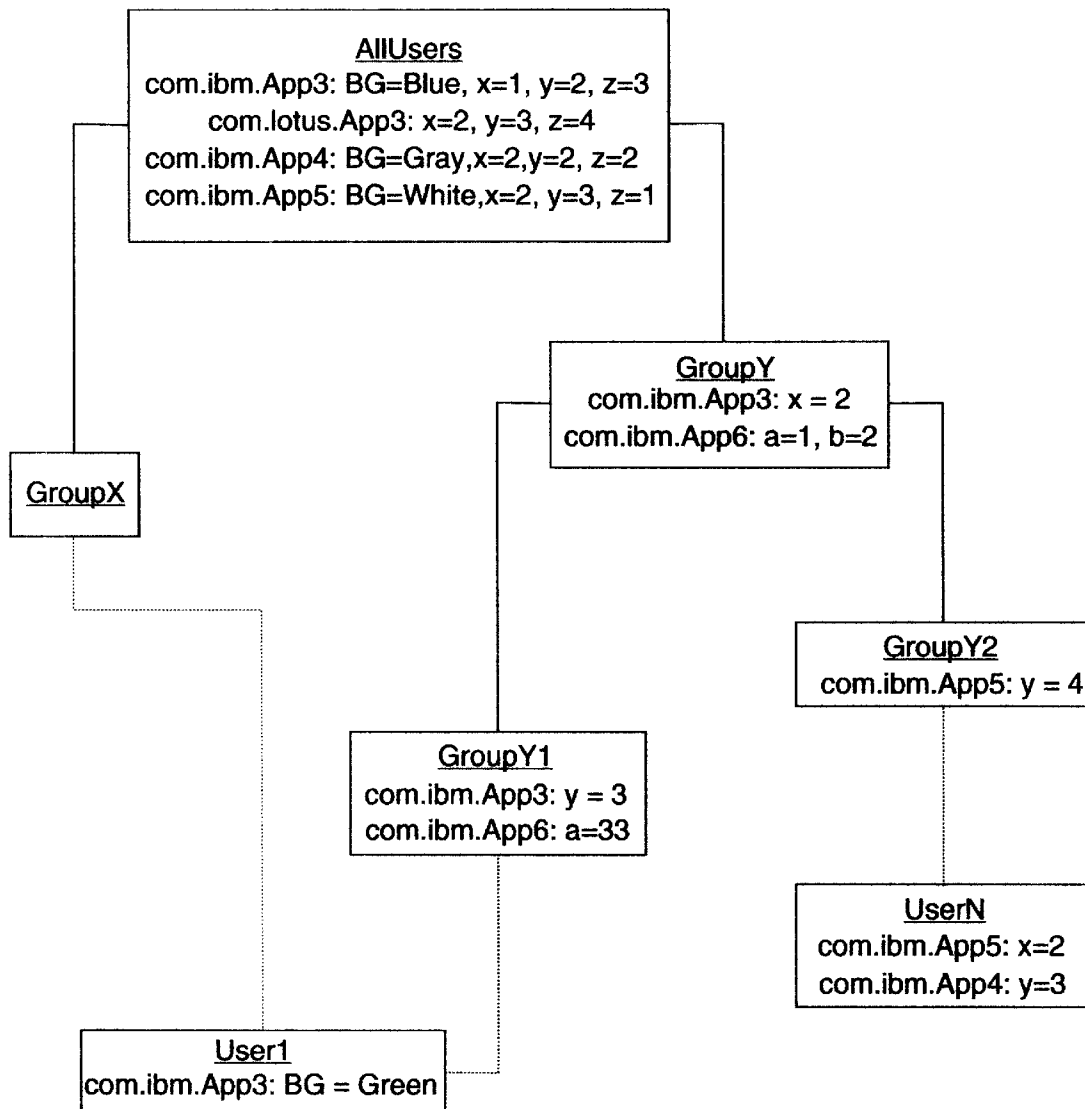 AllUsers
com.ibm.App3: BG=Blue, x=1, y=2, z=3
com.lotus.App3: x=2, y=3, z=4
com.ibm.App4: BG=Gray,x=2,y=2, z=2
com.ibm.App5: BG=White,x=2, y=3, z=1
GroupY
com.ibm.App3: x = 2
com.ibm.App6: a=1, b=2
GroupX
GroupY2
com.ibm.App5: y = 4
GroupY1
com.ibm.App3: y = 3
com.ibm.App6: a=33
UserN
com.ibm.App5: x=2
com.ibm.App4: y=3
User1
com.ibm.App3: BG = Green